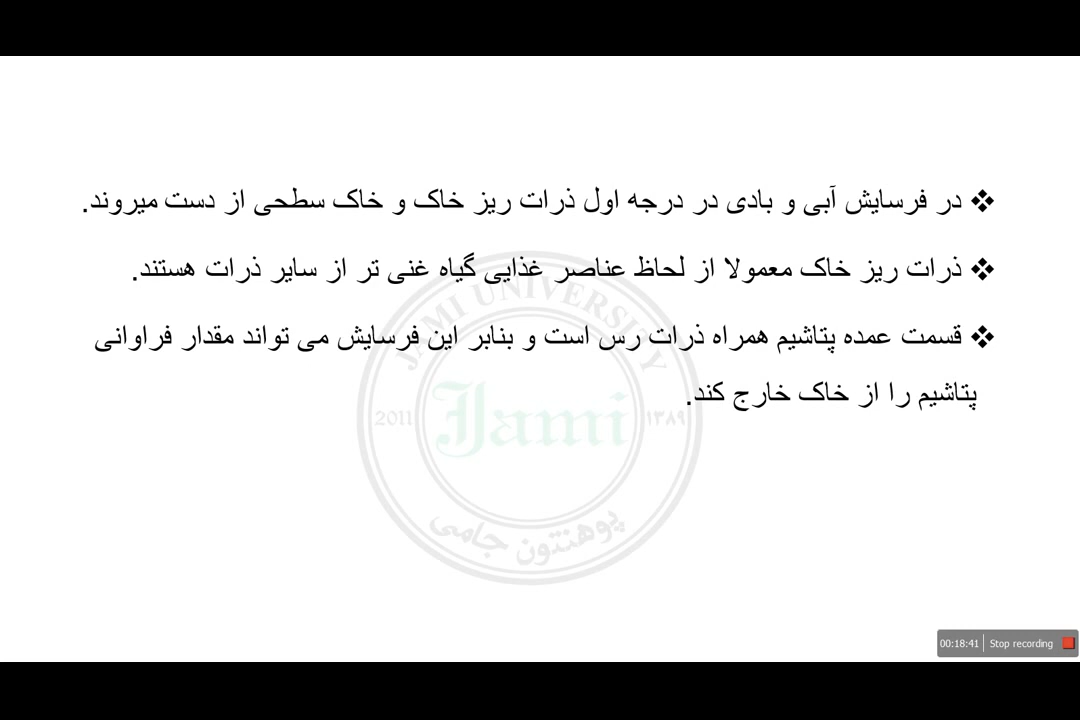 ❖ در فرسایش آبی و بادی در درجه اول ذرات ریز خاک و خاک سطحی از دست میروند.
❖ ذرات ریز خاک معمولا از لحاظ عناصر غذایی گیاه غنی تر از سایر ذرات هستند.
❖ قسمت عمده پتاشیم همراه ذرات رس است و بنابر این فرسایش می تواند مقدار فراوانی
پتاشیم را از خاک خارج کند.
JAMI UNIVERSITY
2011 Jami ۱۳۸۹
پوهنتون جامی
00:18:41 Stop recording